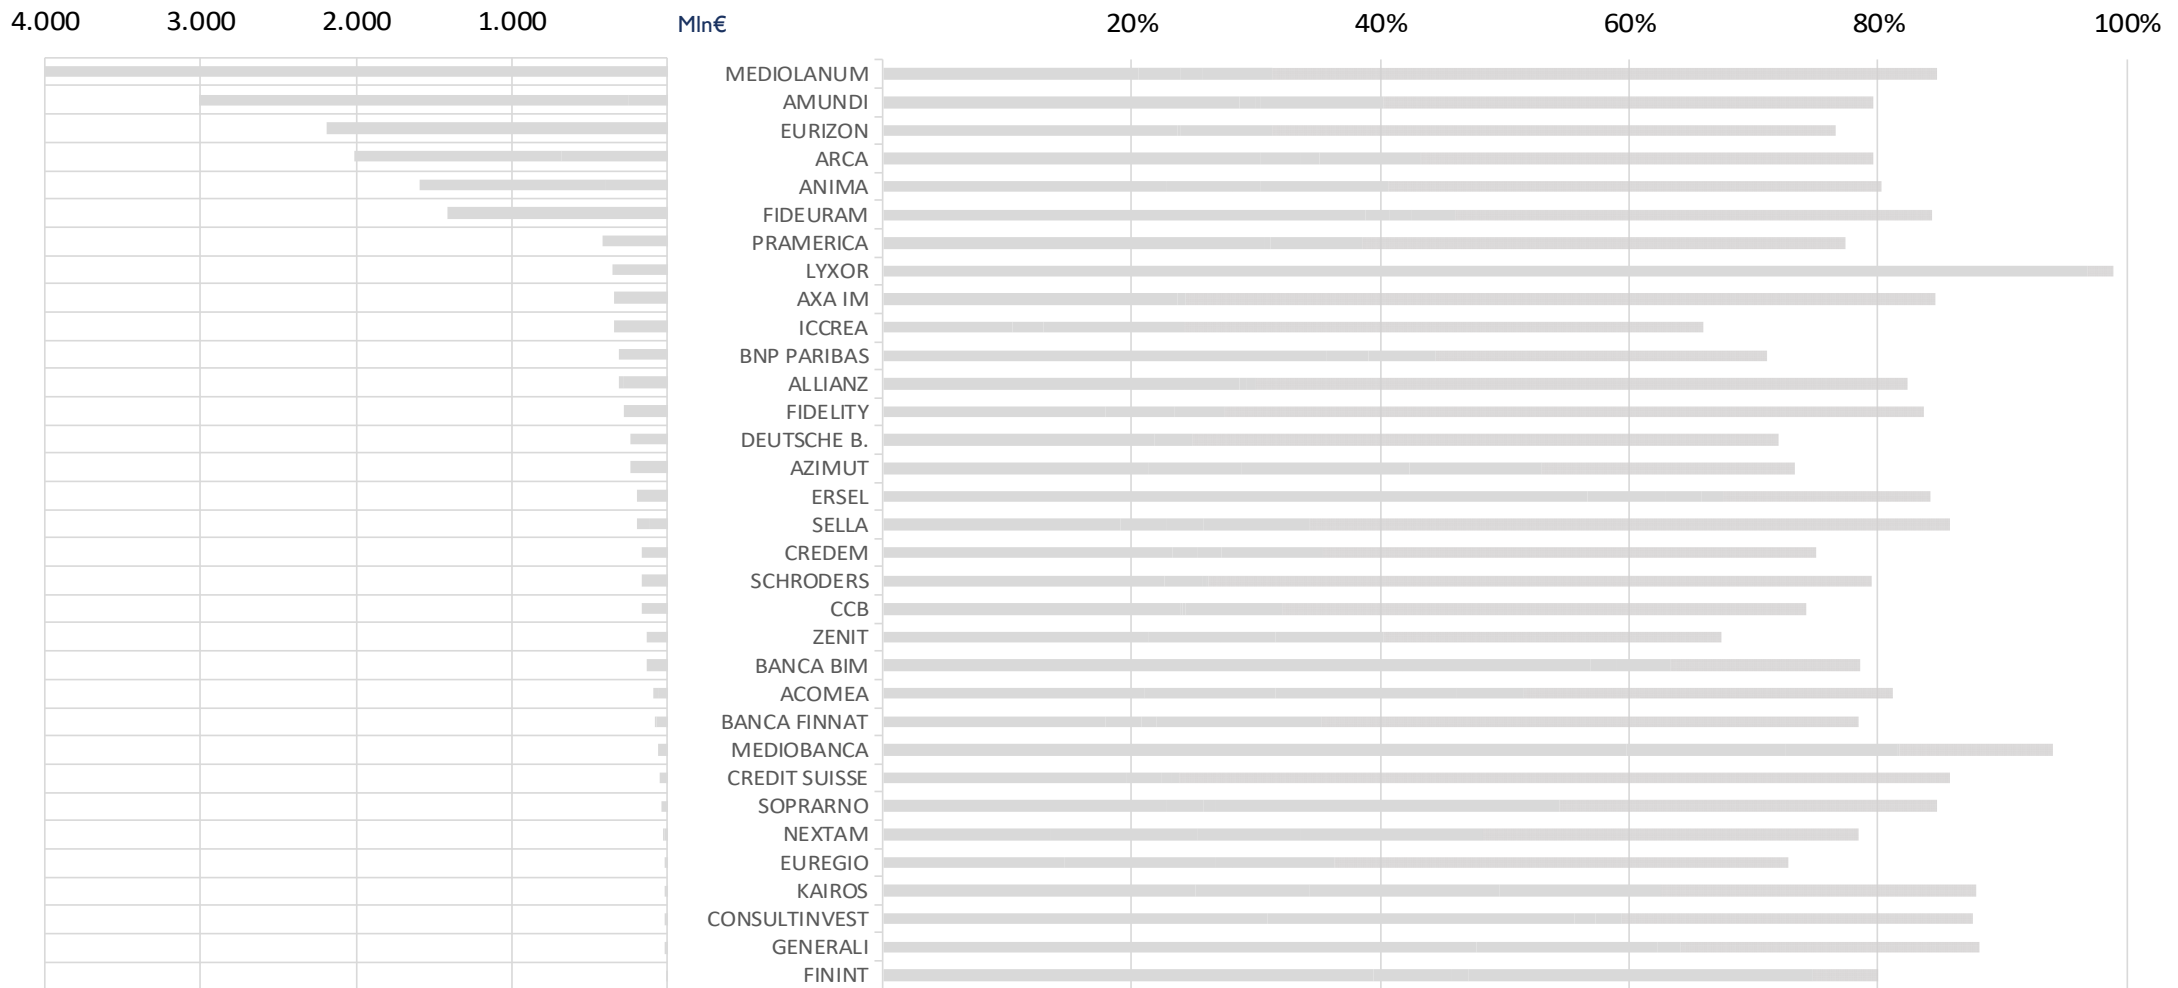 4.000 3.000 2.000 1.000 Mln€ 20% 40% 60% 80% 100%
MEDIOLANUM
AMUNDI
EURIZON
ARCA
ANIMA
FIDEURAM
PRAMERICA
LYXOR
AXA IM
ICCREA
BNP PARIBAS
ALLIANZ
FIDELITY
DEUTSCHE B.
AZIMUT
ERSEL
SELLA
CREDEM
SCHRODERS
CCB
ZENIT
BANCA BIM
ACOMEA
BANCA FINNAT
MEDIOBANCA
CREDIT SUISSE
SOPRARNO
NEXTAM
EUREGIO
KAIROS
CONSULTINVEST
GENERALI
FININT